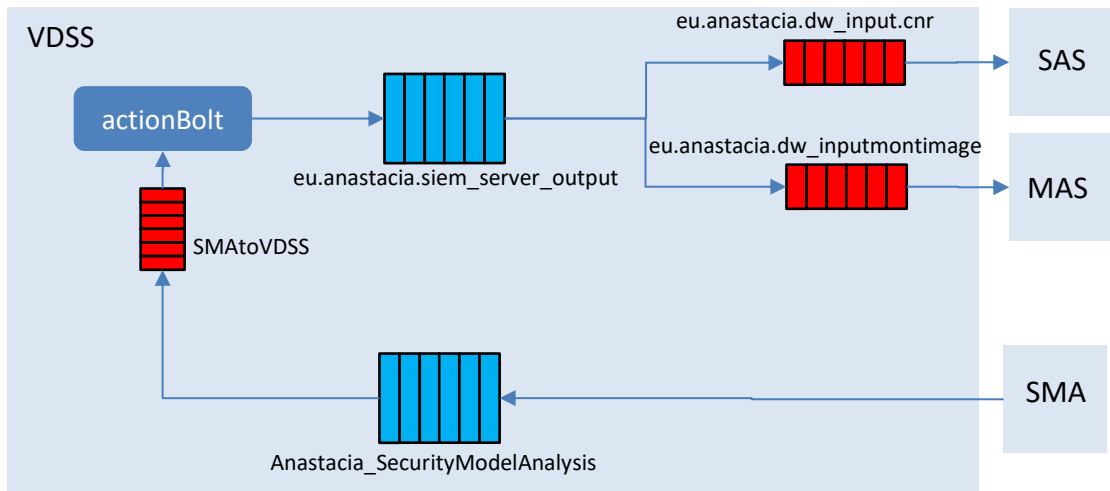 VDSS
eu.anastacia.dw_input.cnr
SAS
actionBolt
eu.anastacia.dw_inputmontimage
eu.anastacia.siem_server_output
MAS
SMAtoVDSS
SMA
Anastacia_SecurityModelAnalysis